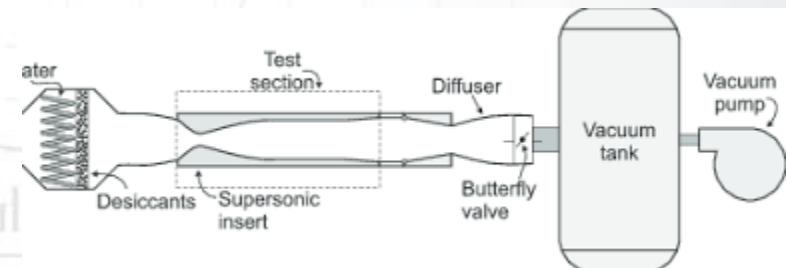 ater
Test
section
Diffuser
Vacuum
pump
Vacuum
tank
Desiccants
Supersonic
insert
Butterfly
valve